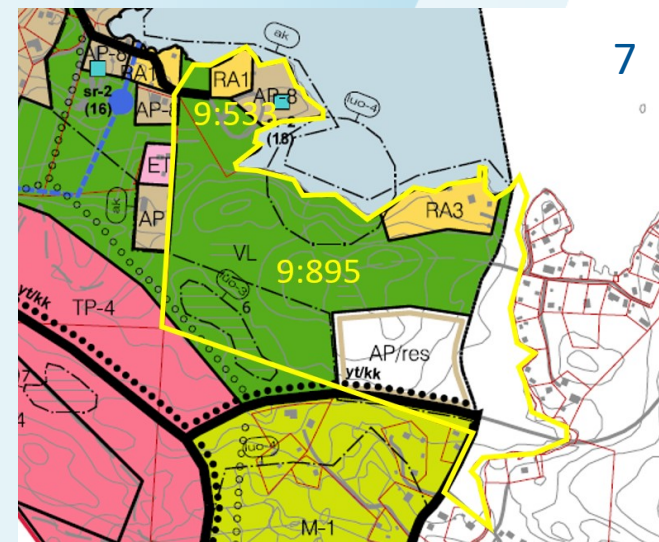 7
ak
AP-8
RA1
RA1
AP-8
luo-4
sr-2
(16)
AP-8
9:533
(18)
ET
ak
AP
RA3
VL
9:895
luo-3
6
TP-4
yt/kk
AP/res
yt/kk
4
M-1